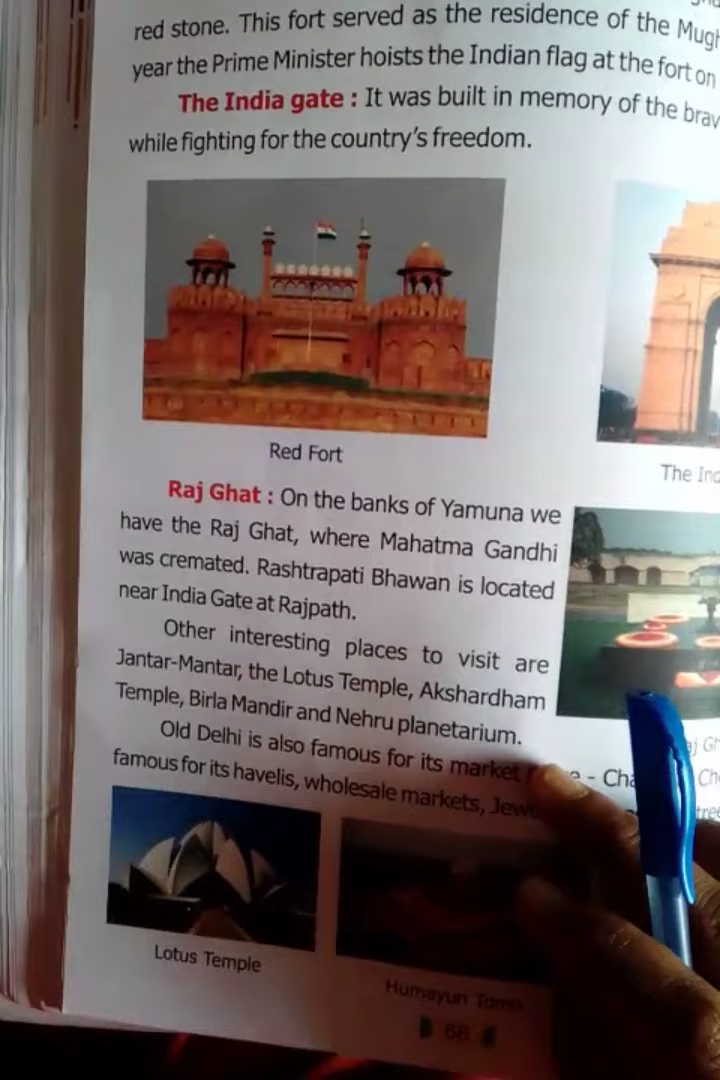 red stone. This fort served as the residence of the
year the Prime Minister hoists the Indian flag at the fort on
The India gate : It was built in memory of the
while fighting for the country's freedom.
Red Fort
The
Raj Ghat : On the banks of Yamuna we
have the Raj Ghat, where Mahatma Gandhi
was cremated. Rashtrapati Bhawan is located
near India Gate at Rajpath.
Other interesting places to visit are
Jantar-Mantar, the Lotus Temple, Akshardham
Temple, Birla Mandir and Nehru planetarium.
Old Delhi is also famous for its market
famous for its havelis, wholesale markets,
Lotus Temple
Humayun Tomb
66